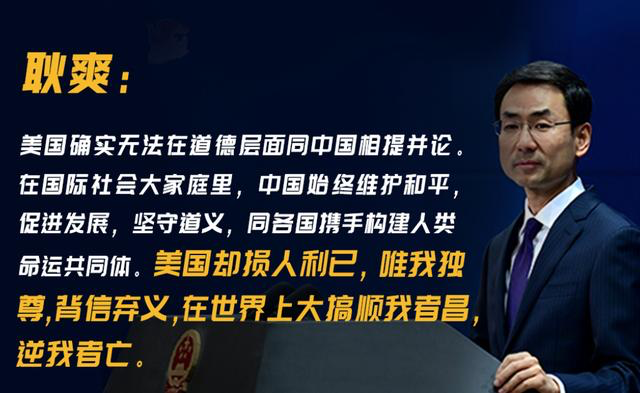 耿爽：
美国确实无法在道德层面同中国相提并论。
在国际社会大家庭里，中国始终维护和平，
促进发展，坚守道义，同各国携手构建人类
命运共同体。美国却损人利已，唯我独
尊,背信弃义,在世界上大搞顺我者昌，
逆我者亡。